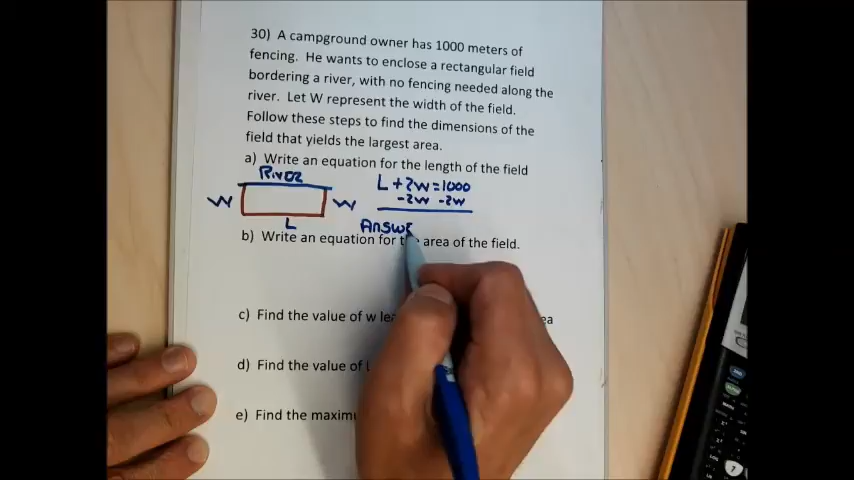 30) A campground owner has 1000 meters of
fencing. He wants to enclose a rectangular field
bordering a river, with no fencing needed along the
river. Let W represent the width of the field.
Follow these steps to find the dimensions of the
field that yields the largest area.
a) Write an equation for the length of the field
River
L + 2W = 1000
-2W -2W
W
W
L
Answe
b) Write an equation for the area of the field.
c) Find the value of w
d) Find the value of
e) Find the